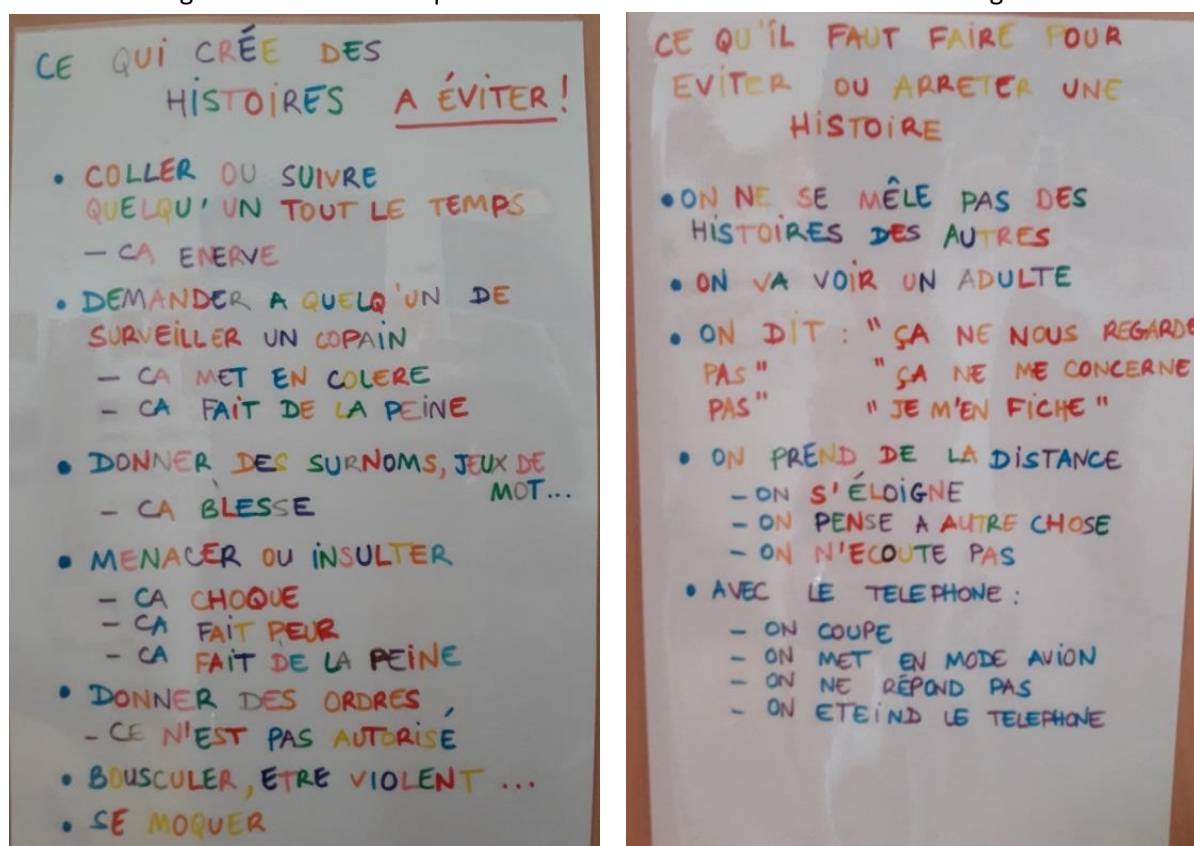 CE QUI CRÉE DES
HISTOIRES A ÉVITER !
• COLLER OU SUIVRE
QUELQU'UN TOUT LE TEMPS
- CA ENERVE
• DEMANDER A QUELQ'UN DE
SURVEILLER UN COPAIN
- CA MET EN COLERE
- CA FAIT DE LA PEINE
• DONNER DES SURNOMS, JEUX DE
MOT...
- CA BLESSE
• MENACER OU INSULTER
- CA CHOQUE
- CA FAIT PEUR
- CA FAIT DE LA PEINE
• DONNER DES ORDRES
- CE N'EST PAS AUTORISÉ
• BOUSCULER, ETRE VIOLENT ...
• SE MOQUER
CE QU'IL FAUT FAIRE POUR
EVITER OU ARRETER UNE
HISTOIRE
• ON NE SE MÊLE PAS DES
HISTOIRES DES AUTRES
• ON VA VOIR UN ADULTE
• ON DIT : "ÇA NE NOUS REGARDE
PAS" "ÇA NE ME CONCERNE
PAS" "JE M'EN FICHE"
• ON PREND DE LA DISTANCE
- ON S'ÉLOIGNE
- ON PENSE A AUTRE CHOSE
- ON N'ECOUTE PAS
• AVEC LE TELEPHONE :
- ON COUPE
- ON MET EN MODE AVION
- ON NE RÉPOND PAS
- ON ETEIND LE TELEPHONE